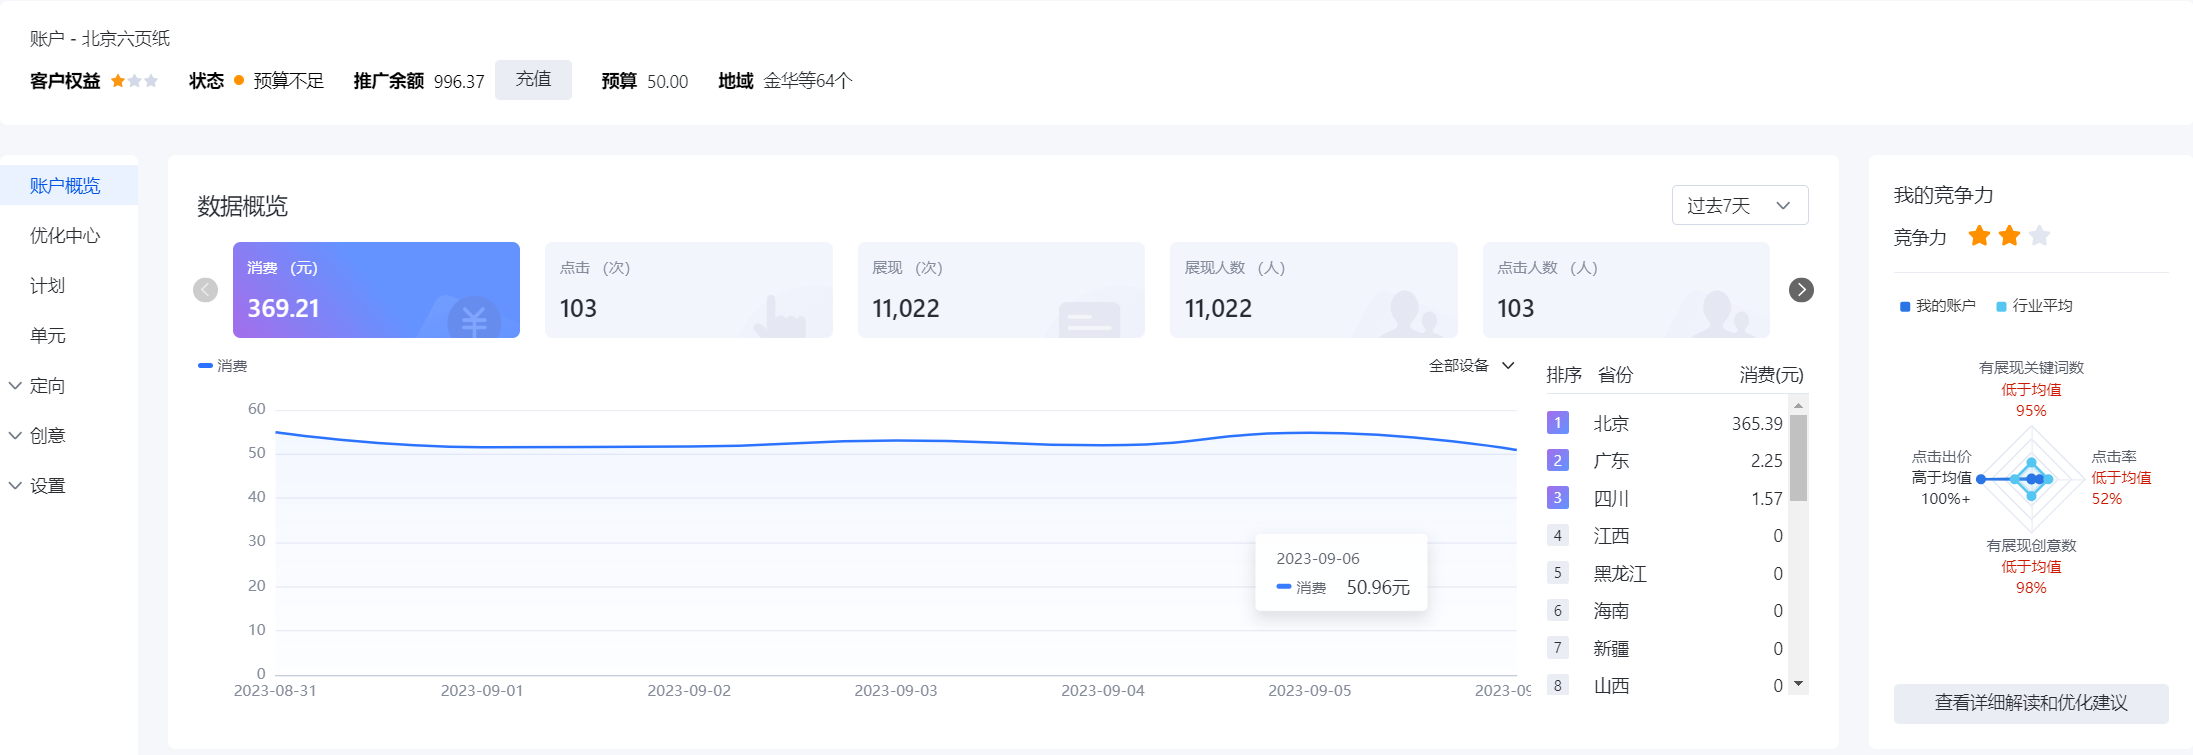 账户 - 北京六页纸
客户权益 状态 预算不足 推广余额 996.37 充值 预算 50.00 地域 金华等64个
账户概览
优化中心
计划
单元
定向
创意
设置
数据概览
过去7天
消费 (元)
369.21
点击 (次)
103
展现 (次)
11,022
展现人数 (人)
11,022
点击人数 (人)
103
消费
全部设备
60
50
40
30
20
10
0
2023-08-31 2023-09-01 2023-09-02 2023-09-03 2023-09-04 2023-09-05 2023-09
2023-09-06
消费 50.96元
排序 省份 消费(元)
1 北京 365.39
2 广东 2.25
3 四川 1.57
4 江西 0
5 黑龙江 0
6 海南 0
7 新疆 0
8 山西 0
我的竞争力
竞争力
我的账户 行业平均
有展现关键词数
低于均值
95%
点击出价
高于均值
100%+
点击率
低于均值
52%
有展现创意数
低于均值
98%
查看详细解读和优化建议